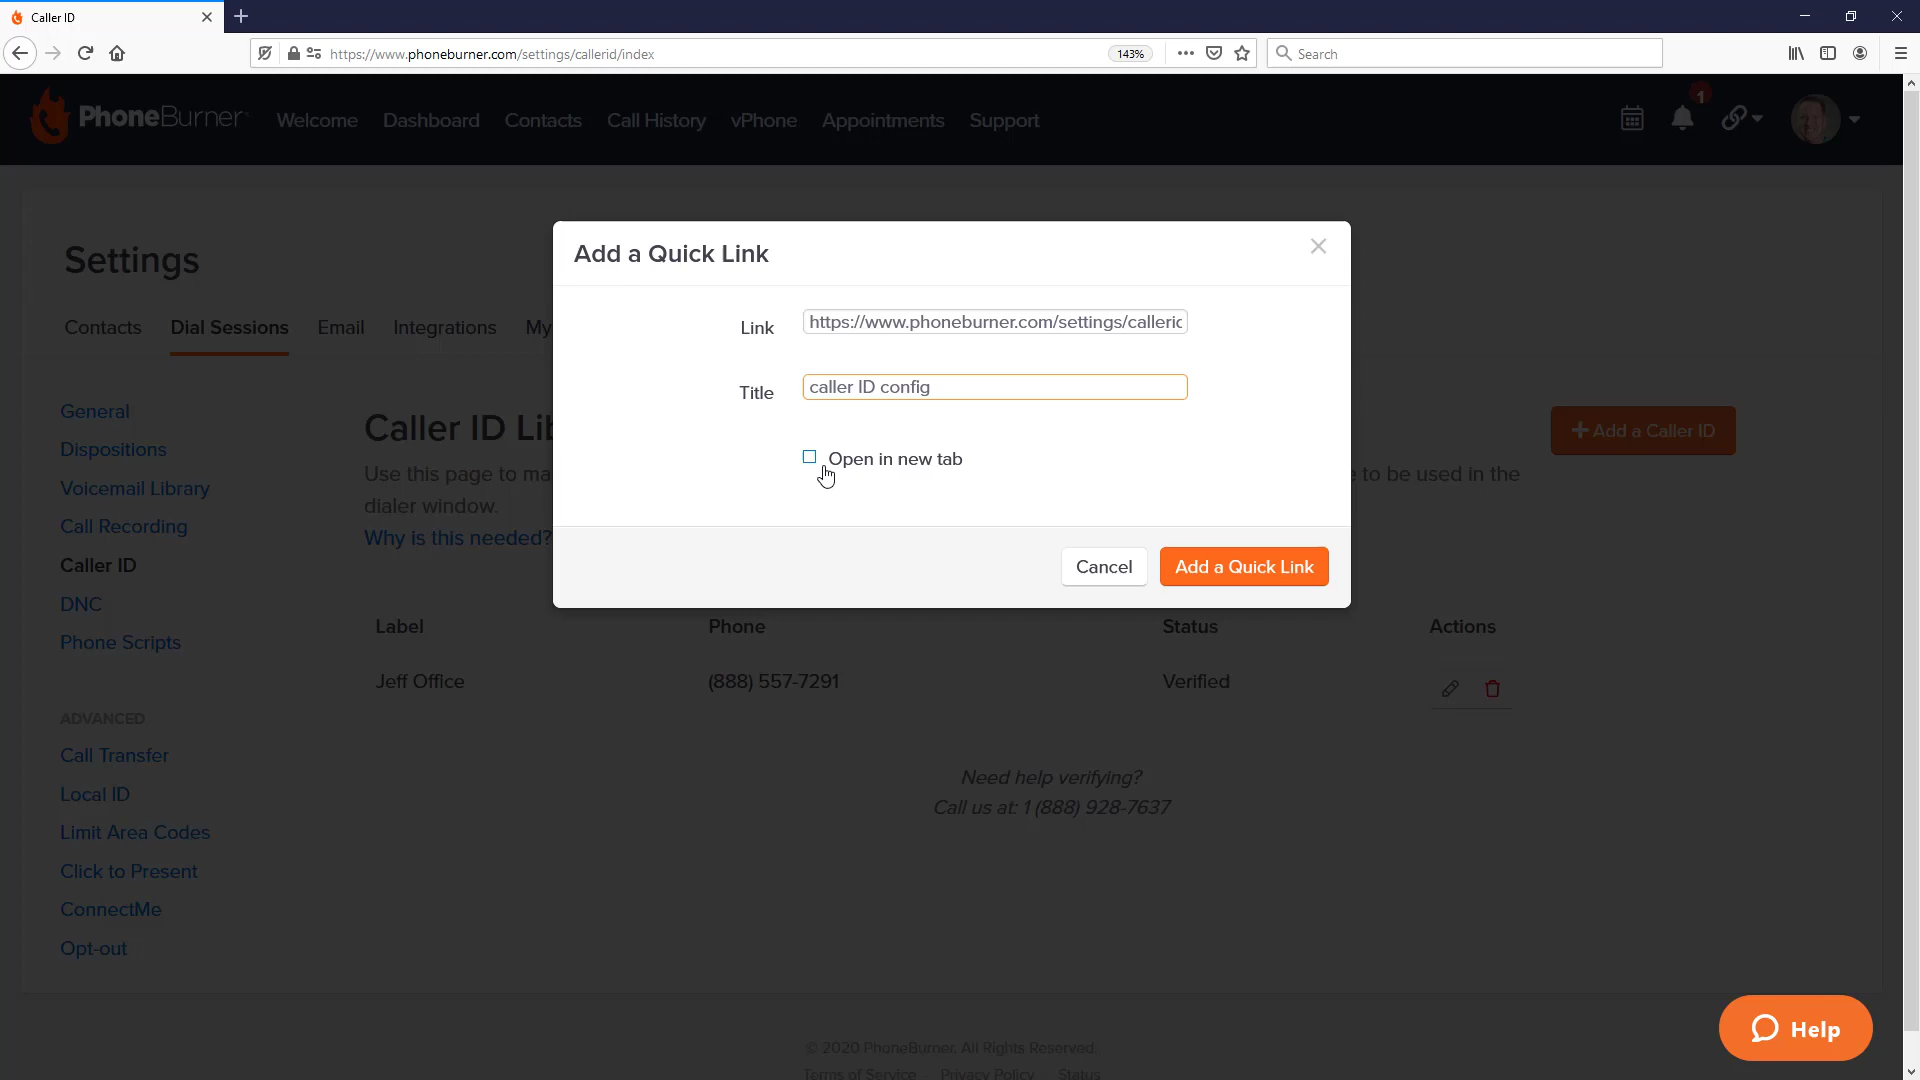 Caller ID
https://www.phoneburner.com/settings/callerid/index
143%
Search
PhoneBurner
Welcome
Dashboard
Contacts
Call History
vPhone
Appointments
Support
1
Settings
Contacts
Dial Sessions
Email
Integrations
My
Add a Quick Link
Link
https://www.phoneburner.com/settings/calleric
Title
caller ID config
Open in new tab
Cancel
Add a Quick Link
General
Dispositions
Voicemail Library
Call Recording
Caller ID
DNC
Phone Scripts
ADVANCED
Call Transfer
Local ID
Limit Area Codes
Click to Present
ConnectMe
Opt-out
Caller ID Lib
Add a Caller ID
Use this page to ma
e to be used in the
dialer window.
Why is this needed?
Label
Phone
Status
Actions
Jeff Office
(888) 557-7291
Verified
Need help verifying?
Call us at: 1 (888) 928-7637
Help
© 2020 PhoneBurner. All Rights Reserved.
Terms of Service
Privacy Policy
Status